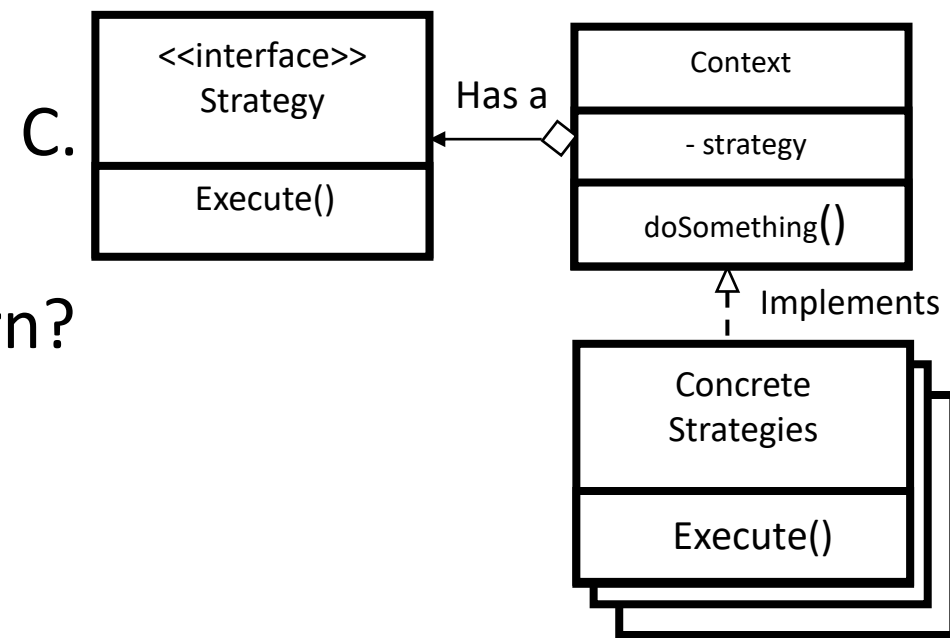 C.
<<interface>>
Strategy
Execute()
Has a
Context
- strategy
doSomething()
Implements
Concrete
Strategies
Execute()